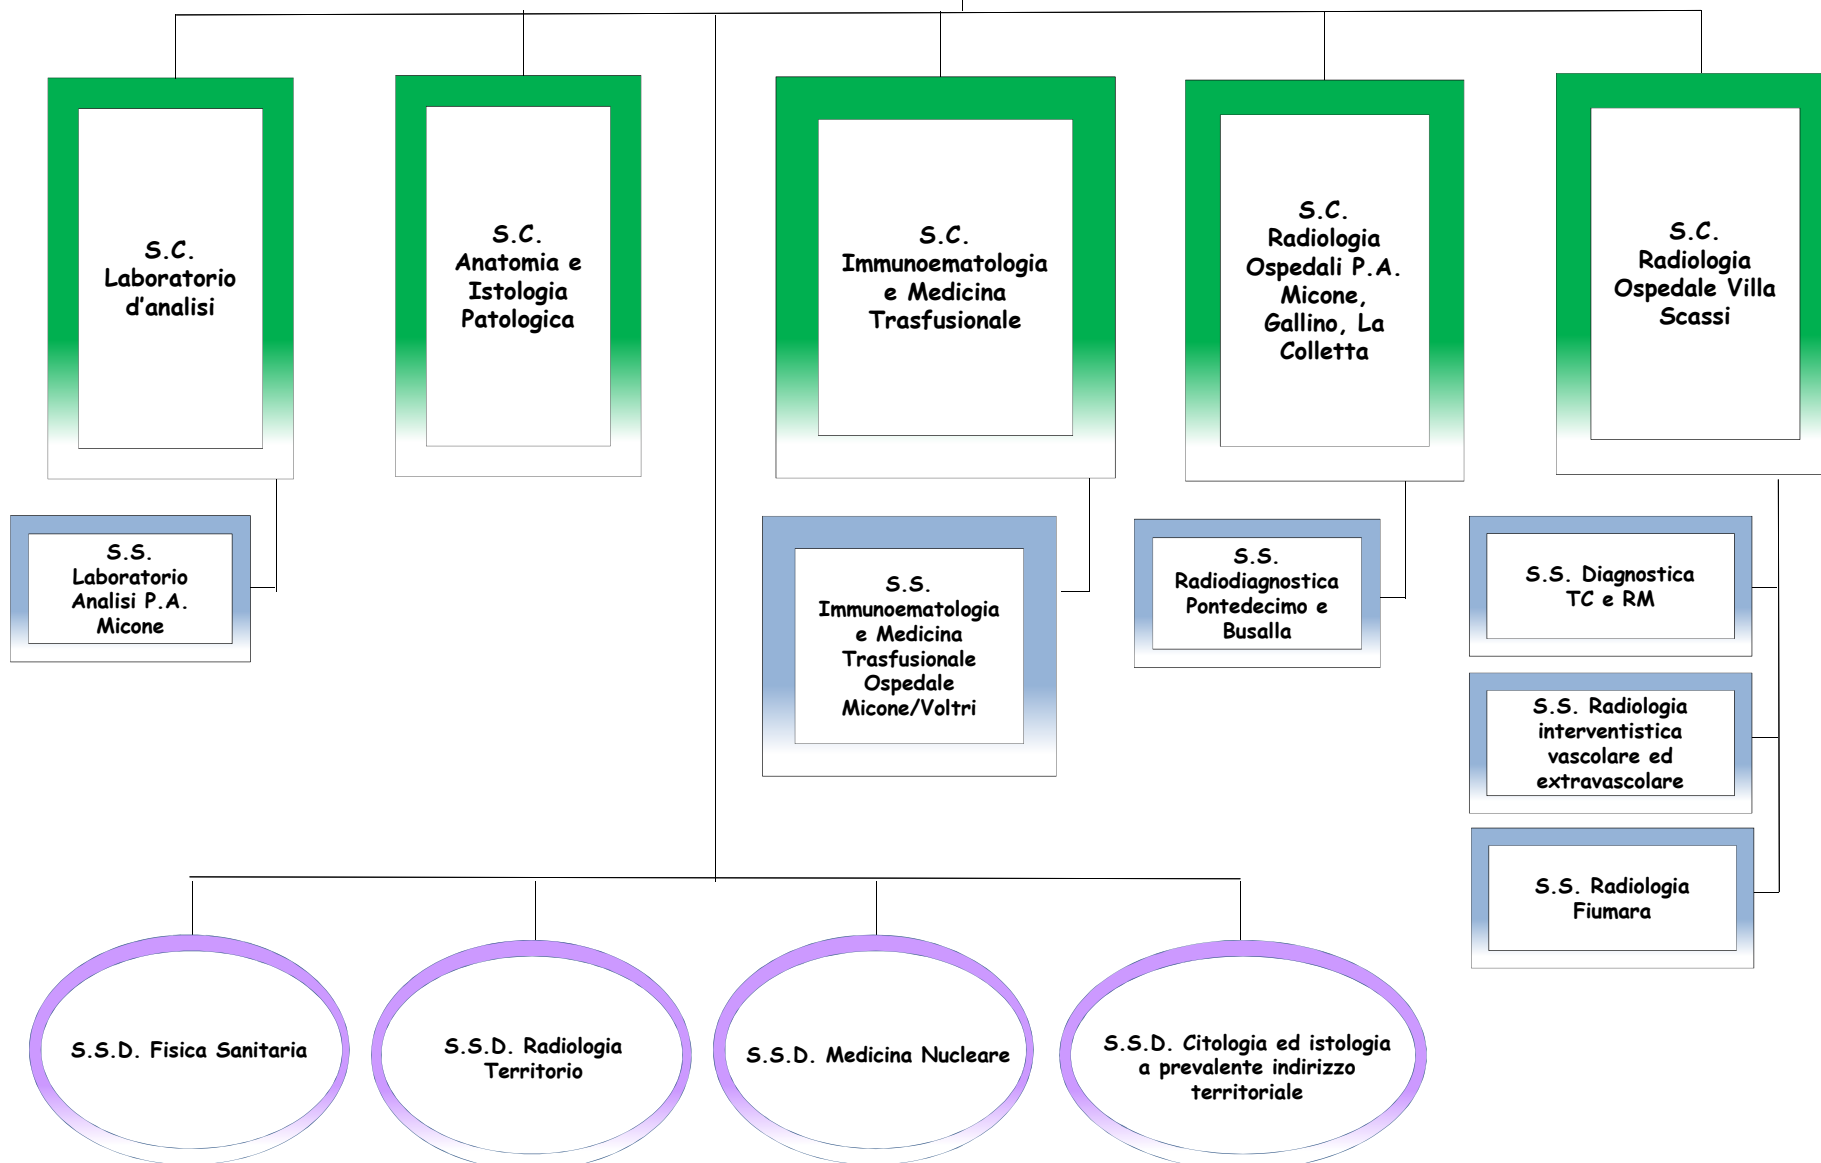 S.C.
Laboratorio
d'analisi
S.C.
Anatomia e
Istologia
Patologica
S.C.
Immunoematologia
e Medicina
Trasfusionale
S.C.
Radiologia
Ospedali P.A.
Micone,
Gallino, La
Colletta
S.C.
Radiologia
Ospedale Villa
Scassi
S.S.
Laboratorio
Analisi P.A.
Micone
S.S.
Immunoematologia
e Medicina
Trasfusionale
Ospedale
Micone/Voltri
S.S.
Radiodiagnostica
Pontedecimo e
Busalla
S.S. Diagnostica
TC e RM
S.S. Radiologia
interventistica
vascolare ed
extravascolare
S.S. Radiologia
Fiumara
S.S.D. Fisica Sanitaria
S.S.D. Radiologia
Territorio
S.S.D. Medicina Nucleare
S.S.D. Citologia ed istologia
a prevalente indirizzo
territoriale